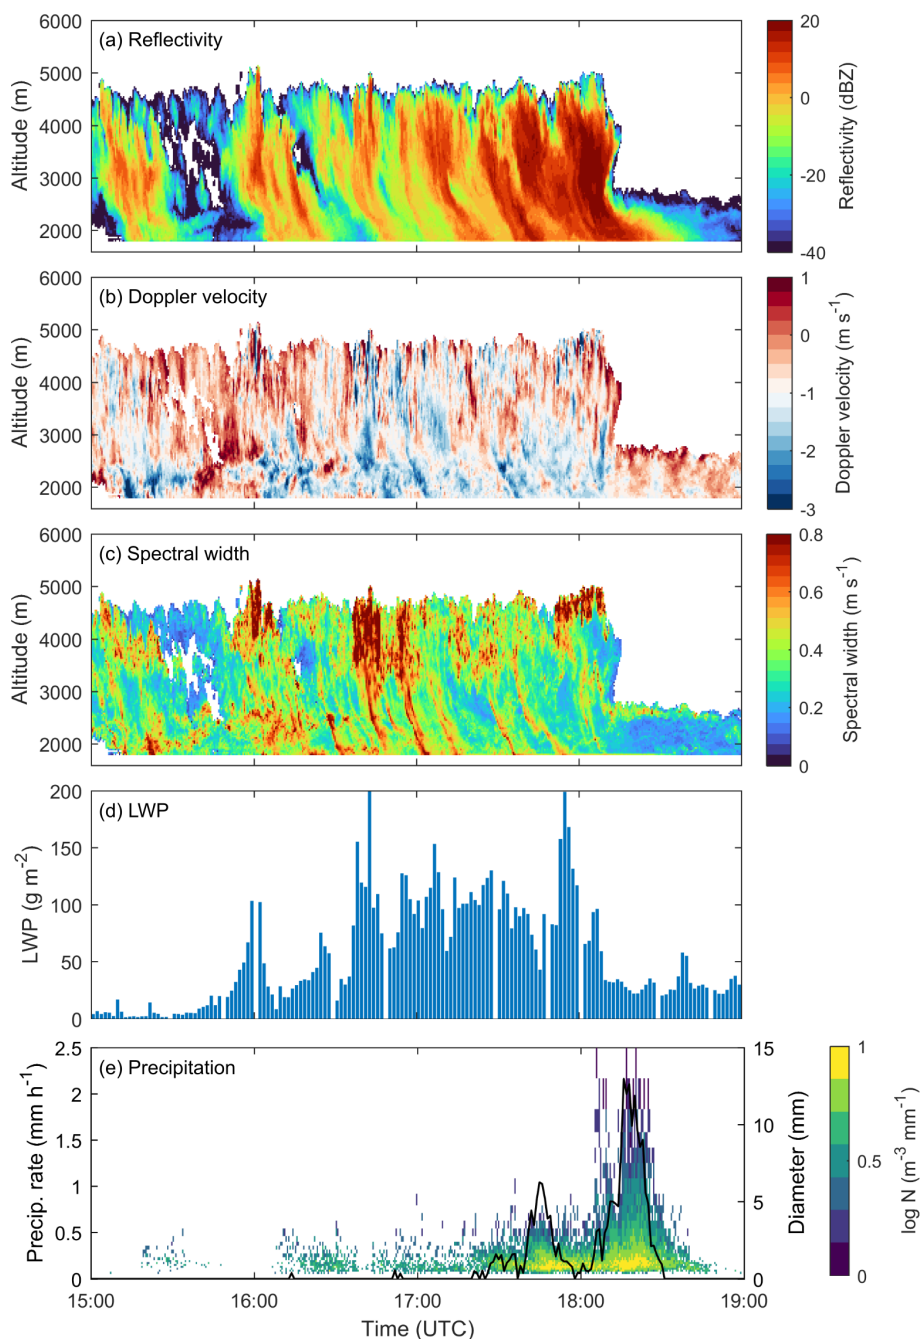 6000
(a) Reflectivity
5000
4000
3000
2000
Altitude (m)
20
0
-20
-40
Reflectivity (dBZ)
6000
(b) Doppler velocity
5000
4000
3000
2000
Altitude (m)
1
0
-1
-2
-3
Doppler velocity (m s⁻¹)
6000
(c) Spectral width
5000
4000
3000
2000
Altitude (m)
0.8
0.6
0.4
0.2
0
Spectral width (m s⁻¹)
200
(d) LWP
150
100
50
0
LWP (g m⁻²)
2.5
(e) Precipitation
2
1.5
1
0.5
0
Precip. rate (mm h⁻¹)
15
10
5
0
Diameter (mm)
1
0.5
0
log N (m⁻³ mm⁻¹)
15:00 16:00 17:00 18:00 19:00
Time (UTC)